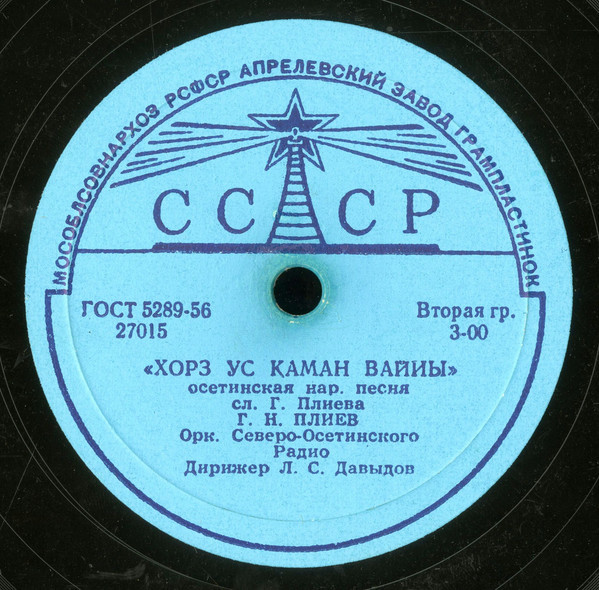 МОСОБЛСОВНАРХОЗ РСФСР АПРЕЛЕВСКИЙ ЗАВОД ГРАМПЛАСТИНОК
СССР
ГОСТ 5289-56
27015
Вторая гр.
3-00
«ХОРЗ УС ҚАМАН ВАЙИЫ»
осетинская нар. песня
сл. Г. Плиева
Г. Н. ПЛИЕВ
Орк. Северо-Осетинского
Радио
Дирижер Л. С. Давыдов